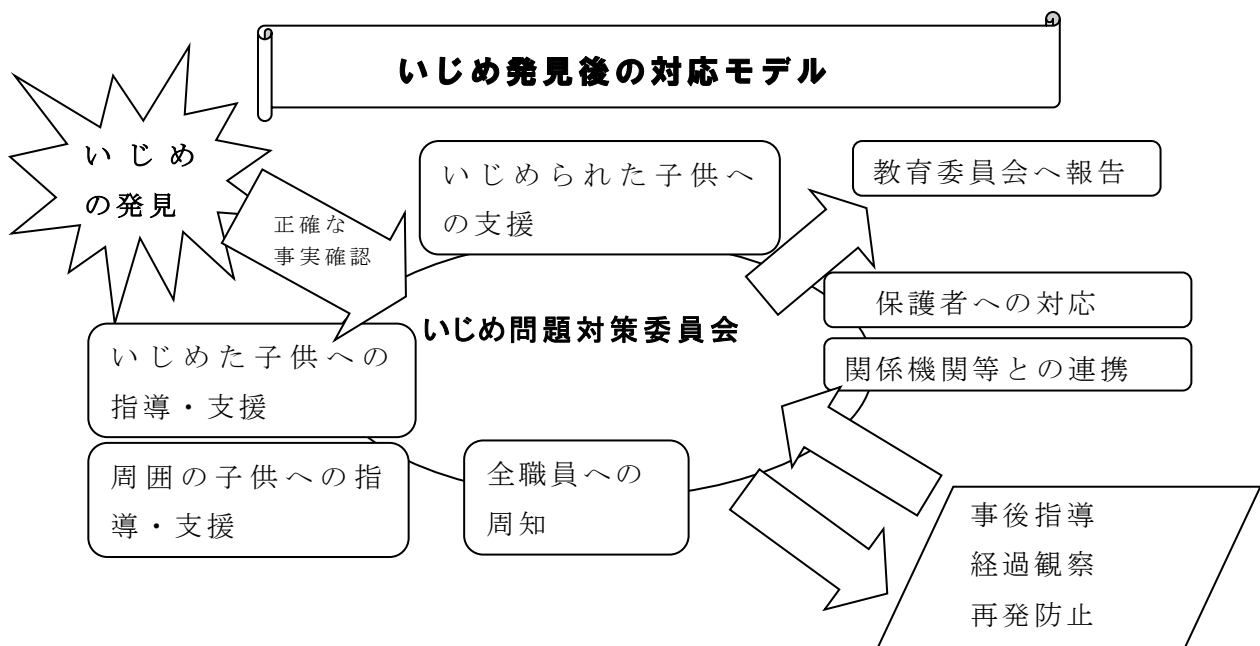 いじめ発見後の対応モデル
いじめ
の発見
正確な
事実確認
いじめられた子供へ
の支援
教育委員会へ報告
保護者への対応
関係機関等との連携
いじめ問題対策委員会
いじめた子供への
指導・支援
周囲の子供への指
導・支援
全職員への
周知
事後指導
経過観察
再発防止